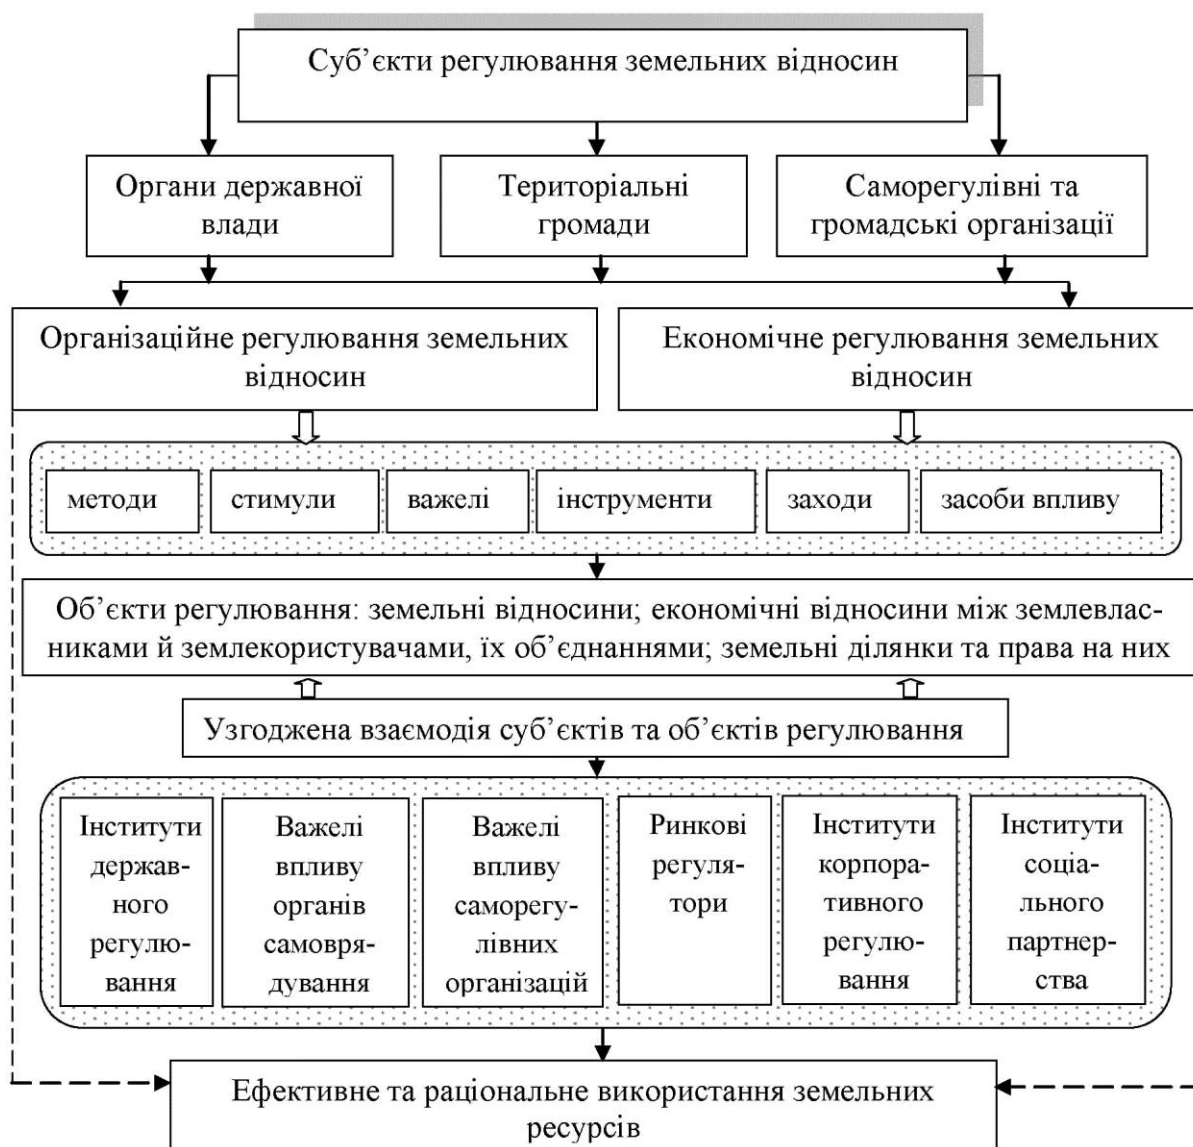 Суб’єкти регулювання земельних відносин
Органи державної
влади
Територіальні
громади
Саморегулівні та
громадські організації
Організаційне регулювання земельних
відносин
Економічне регулювання земельних
відносин
методи
стимули
важелі
інструменти
заходи
засоби впливу
Об’єкти регулювання: земельні відносини; економічні відносини між землевлас-
никами й землекористувачами, їх об’єднаннями; земельні ділянки та права на них
Узгоджена взаємодія суб’єктів та об’єктів регулювання
Інститути
держав-
ного
регулю-
вання
Важелі
впливу
органів
самовря-
дування
Важелі
впливу
саморегу-
лівних
організацій
Ринкові
регуля-
тори
Інститути
корпора-
тивного
регулю-
вання
Інститути
соціа-
льного
партнер-
ства
Ефективне та раціональне використання земельних
ресурсів